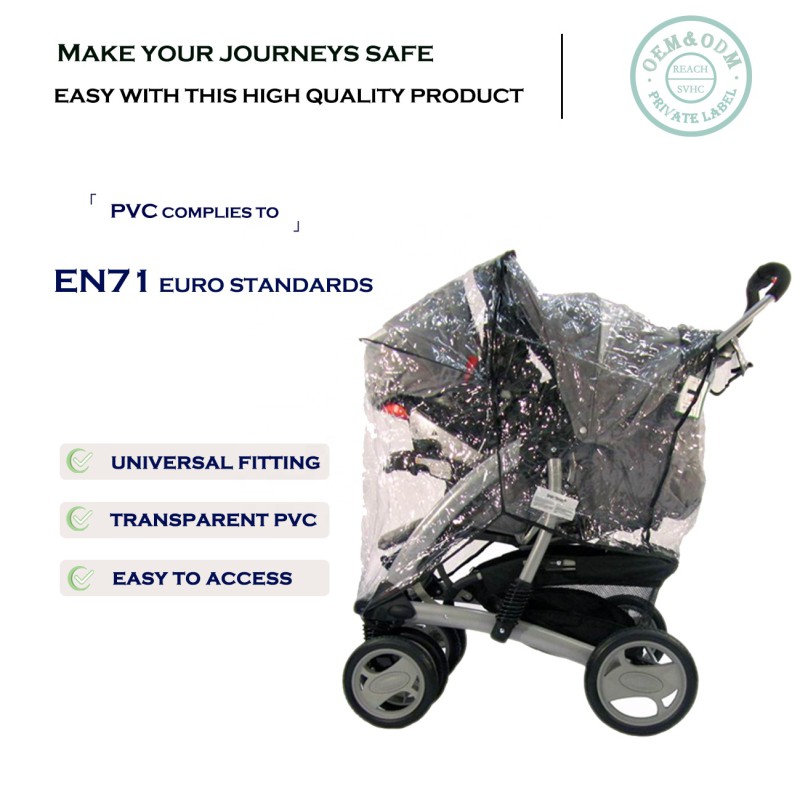 MAKE YOUR JOURNEYS SAFE
EASY WITH THIS HIGH QUALITY PRODUCT
OEM&ODM
REACH
SVHC
PRIVATE LABEL
「 PVC COMPLIES TO 」
EN71 EURO STANDARDS
UNIVERSAL FITTING
TRANSPARENT PVC
EASY TO ACCESS